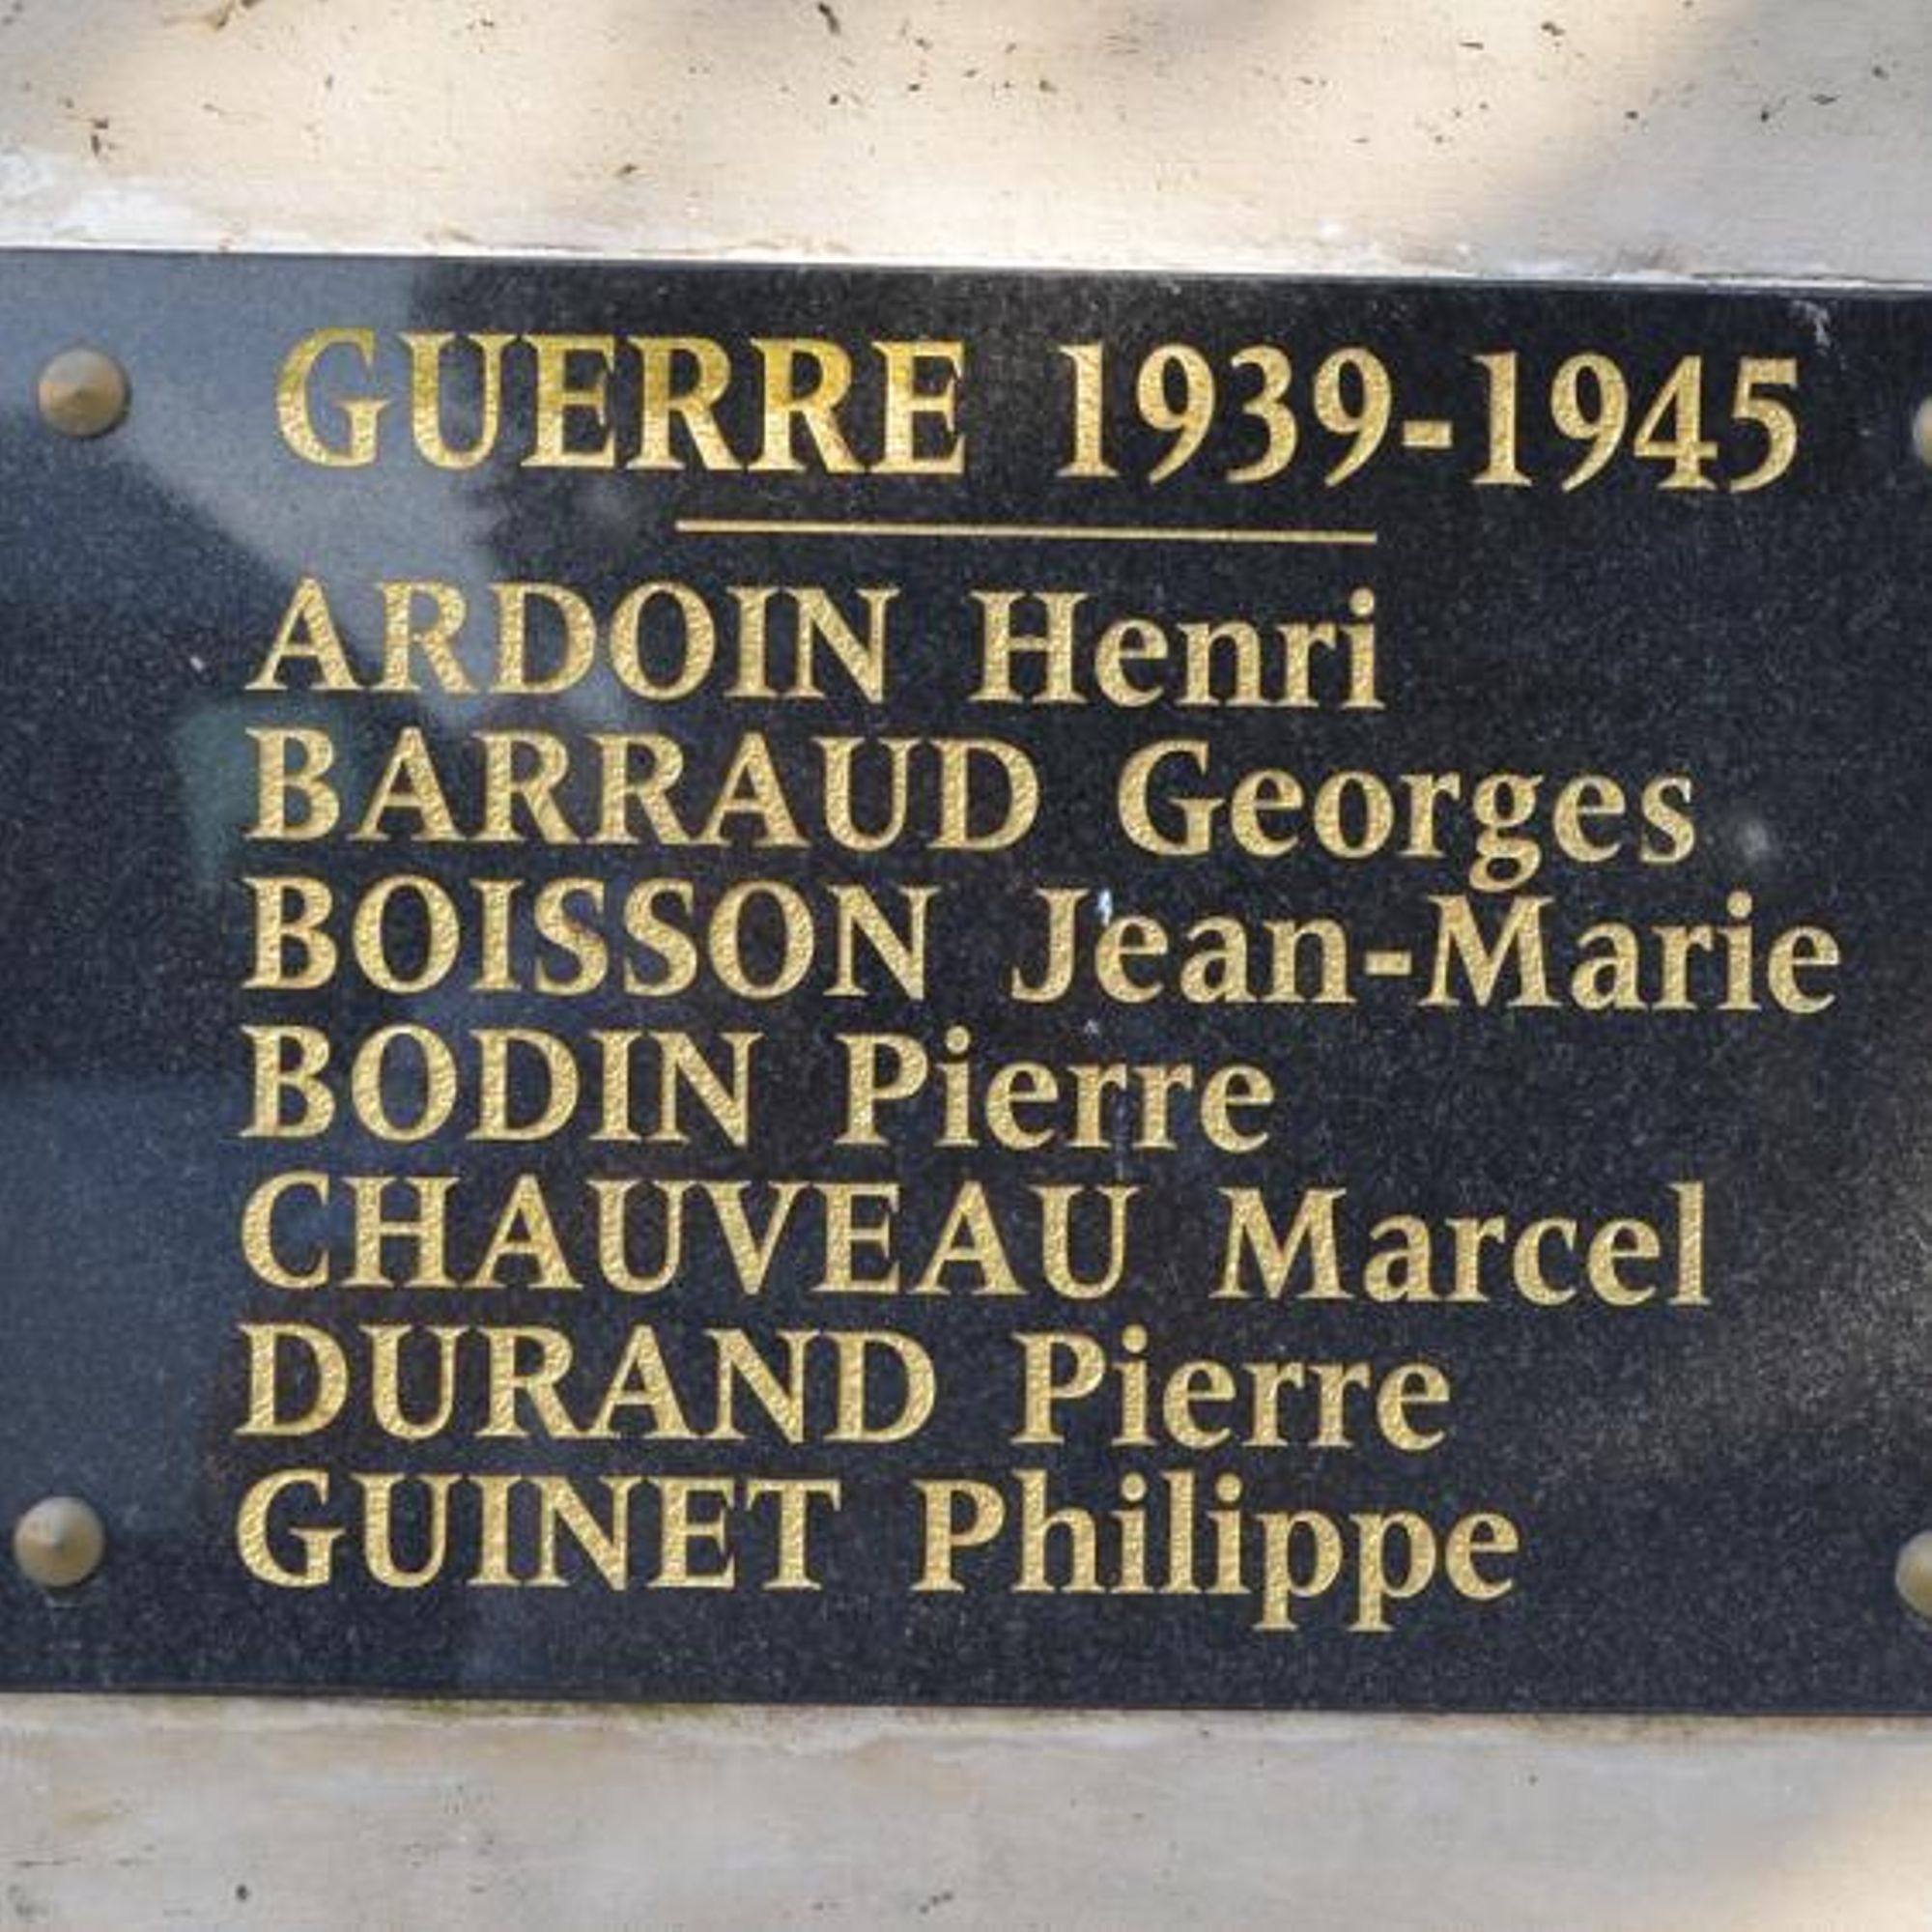 GUERRE 1939-1945
ARDOIN Henri
BARRAUD Georges
BOISSON Jean-Marie
BODIN Pierre
CHAUVEAU Marcel
DURAND Pierre
GUINET Philippe